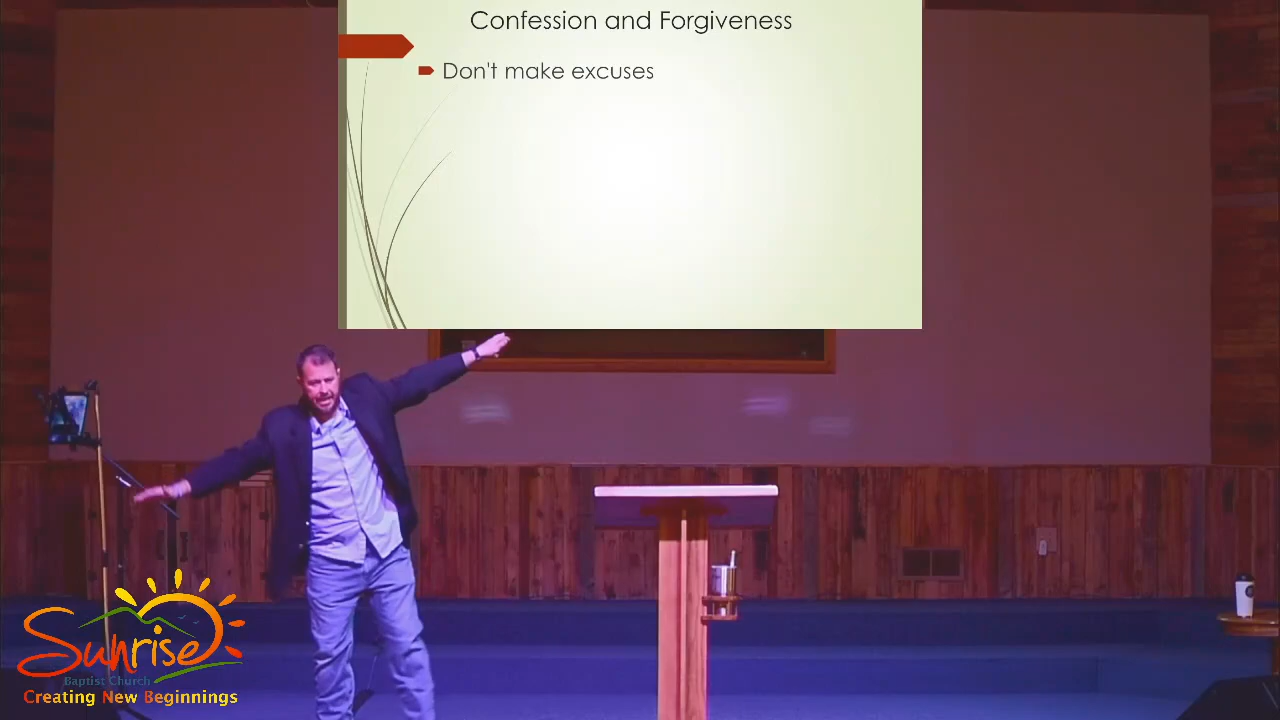 Confession and Forgiveness
Don't make excuses
Sunrise
Baptist Church
Creating New Beginnings